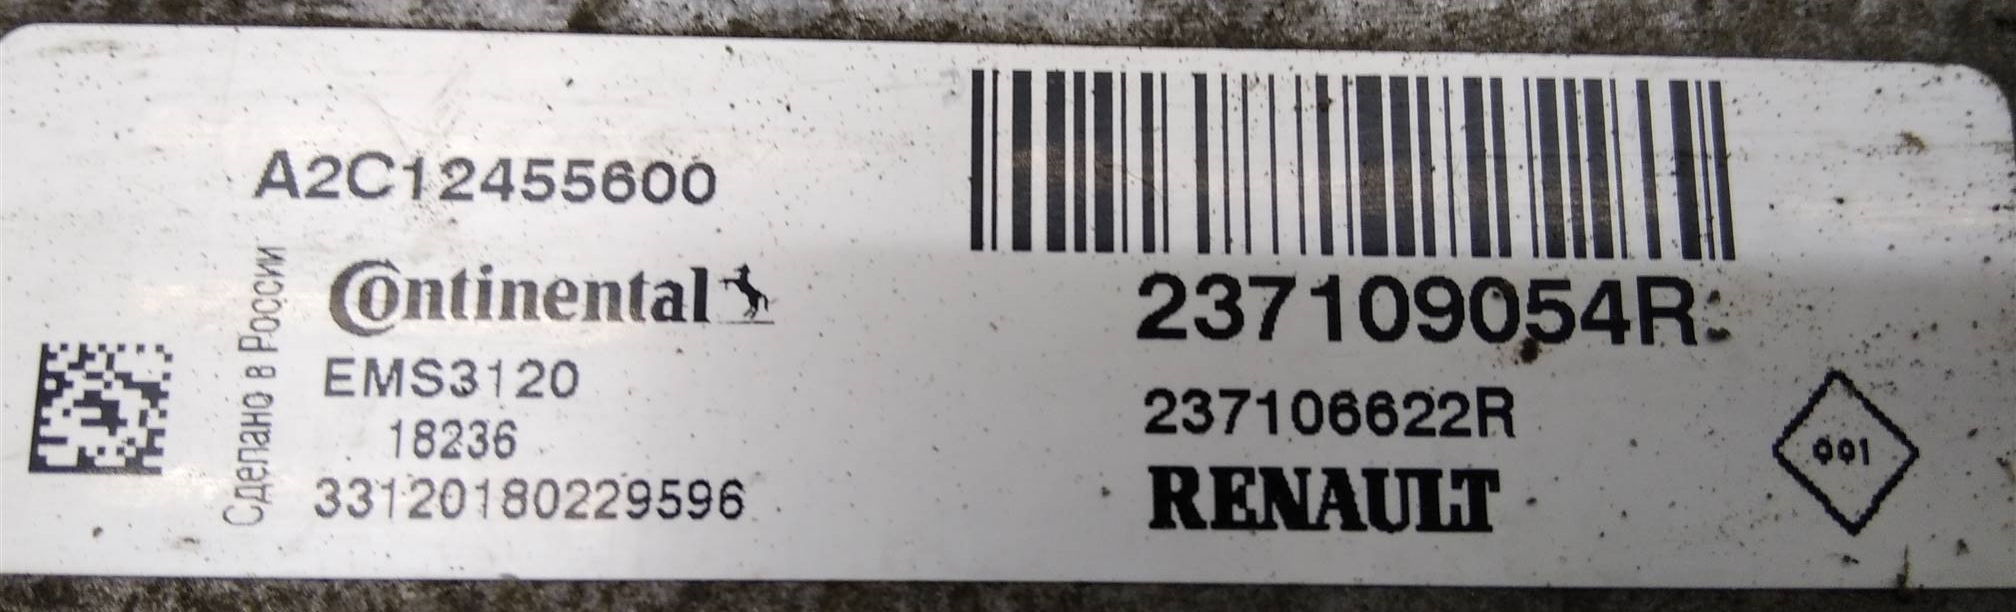 A2C12455600
Сделано в России
Continental
EMS3120
18236
33120180229596
237109054R
237106622R
RENAULT
001